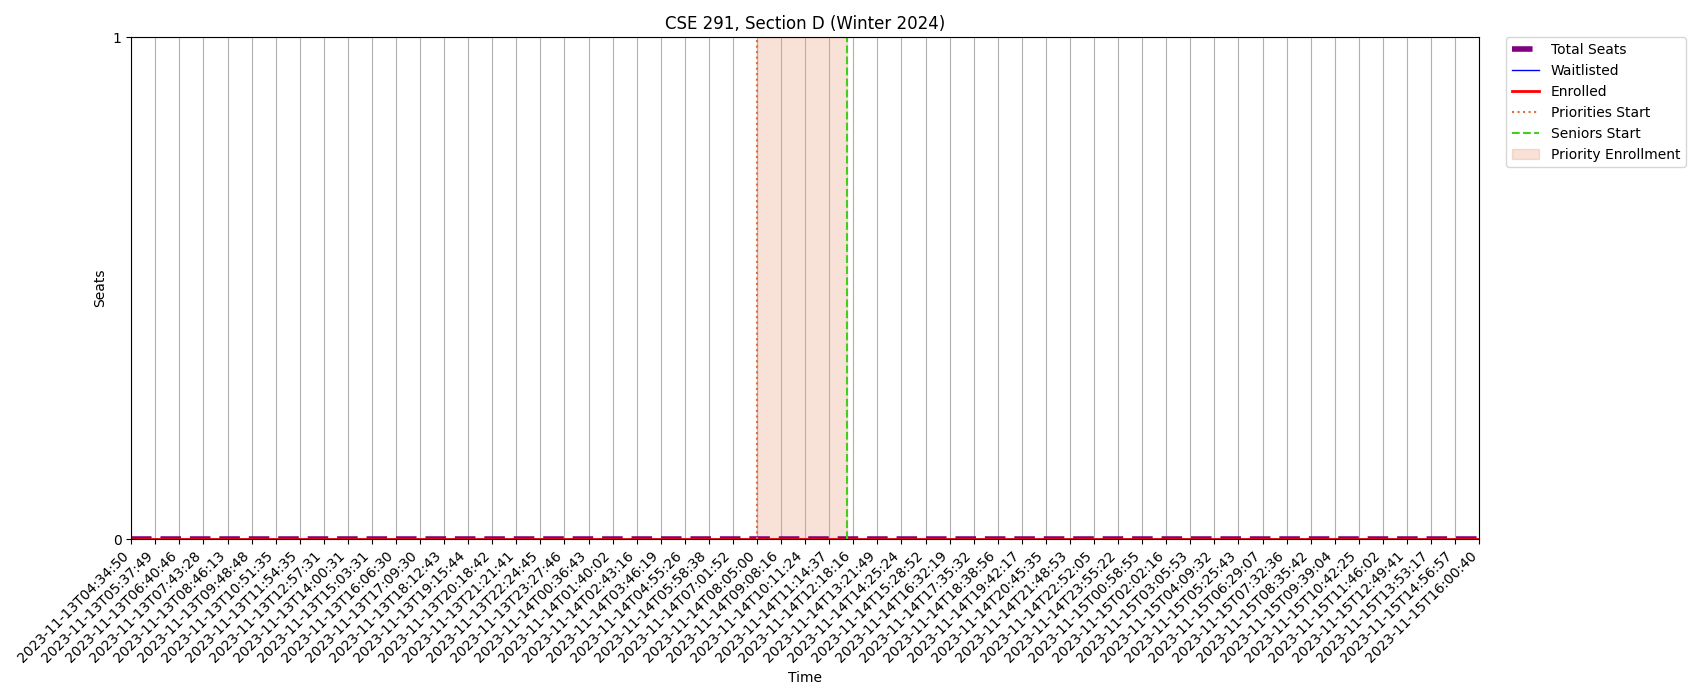 CSE 291, Section D (Winter 2024)
Total Seats
Waitlisted
Enrolled
Priorities Start
Seniors Start
Priority Enrollment
Seats
1
0
2023-11-13T04:34:50
2023-11-13T05:37:49
2023-11-13T06:40:46
2023-11-13T07:43:28
2023-11-13T08:46:13
2023-11-13T09:48:48
2023-11-13T10:51:35
2023-11-13T11:54:35
2023-11-13T12:57:31
2023-11-13T14:00:31
2023-11-13T15:03:31
2023-11-13T16:06:30
2023-11-13T17:09:30
2023-11-13T18:12:43
2023-11-13T19:15:44
2023-11-13T20:18:42
2023-11-13T21:21:41
2023-11-13T22:24:45
2023-11-13T23:27:46
2023-11-14T00:36:43
2023-11-14T01:40:02
2023-11-14T02:43:16
2023-11-14T03:46:19
2023-11-14T04:55:26
2023-11-14T05:58:38
2023-11-14T07:01:52
2023-11-14T08:05:00
2023-11-14T09:08:16
2023-11-14T10:11:24
2023-11-14T11:14:37
2023-11-14T12:18:16
2023-11-14T13:21:49
2023-11-14T14:25:24
2023-11-14T15:28:52
2023-11-14T16:32:19
2023-11-14T17:35:32
2023-11-14T18:38:56
2023-11-14T19:42:17
2023-11-14T20:45:35
2023-11-14T21:48:53
2023-11-14T22:52:05
2023-11-14T23:55:22
2023-11-15T00:58:55
2023-11-15T02:02:16
2023-11-15T03:05:53
2023-11-15T04:09:32
2023-11-15T05:25:43
2023-11-15T06:29:07
2023-11-15T07:32:36
2023-11-15T08:35:42
2023-11-15T09:39:04
2023-11-15T10:42:25
2023-11-15T11:46:02
2023-11-15T12:49:41
2023-11-15T13:53:17
2023-11-15T14:56:57
2023-11-15T16:00:40
Time